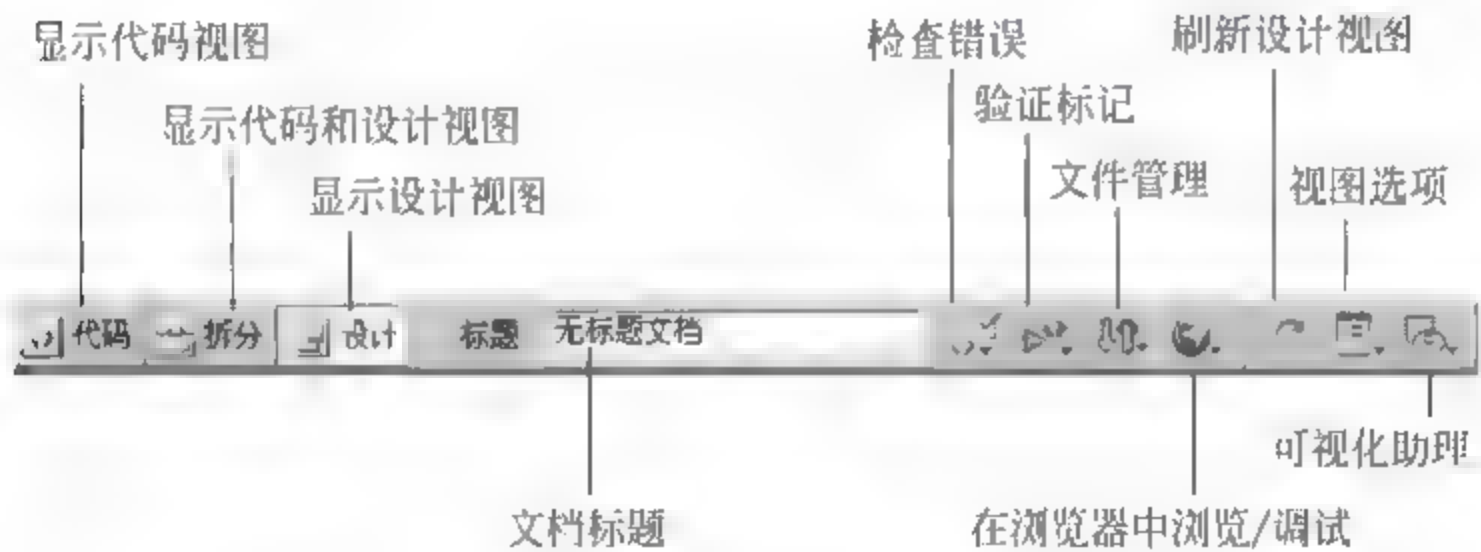 显示代码视图
检查错误
刷新设计视图
显示代码和设计视图
验证标记
显示设计视图
文件管理
视图选项
代码 拆分 设计 标题 无标题文档
可视化助理
文档标题
在浏览器中浏览/调试